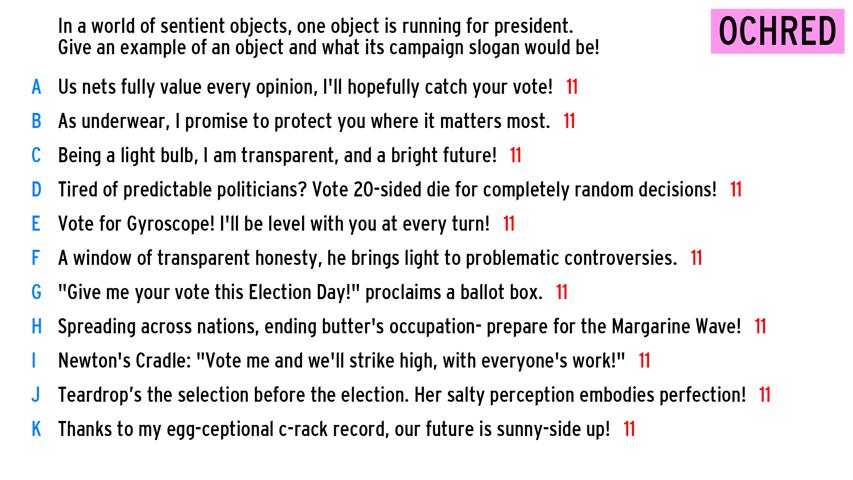 In a world of sentient objects, one object is running for president.
Give an example of an object and what its campaign slogan would be!
OCHRED
A Us nets fully value every opinion, I'll hopefully catch your vote! 11
B As underwear, I promise to protect you where it matters most. 11
C Being a light bulb, I am transparent, and a bright future! 11
D Tired of predictable politicians? Vote 20-sided die for completely random decisions! 11
E Vote for Gyroscope! I'll be level with you at every turn! 11
F A window of transparent honesty, he brings light to problematic controversies. 11
G "Give me your vote this Election Day!" proclaims a ballot box. 11
H Spreading across nations, ending butter's occupation- prepare for the Margarine Wave! 11
I Newton's Cradle: "Vote me and we'll strike high, with everyone's work!" 11
J Teardrop’s the selection before the election. Her salty perception embodies perfection! 11
K Thanks to my egg-ceptional c-rack record, our future is sunny-side up! 11